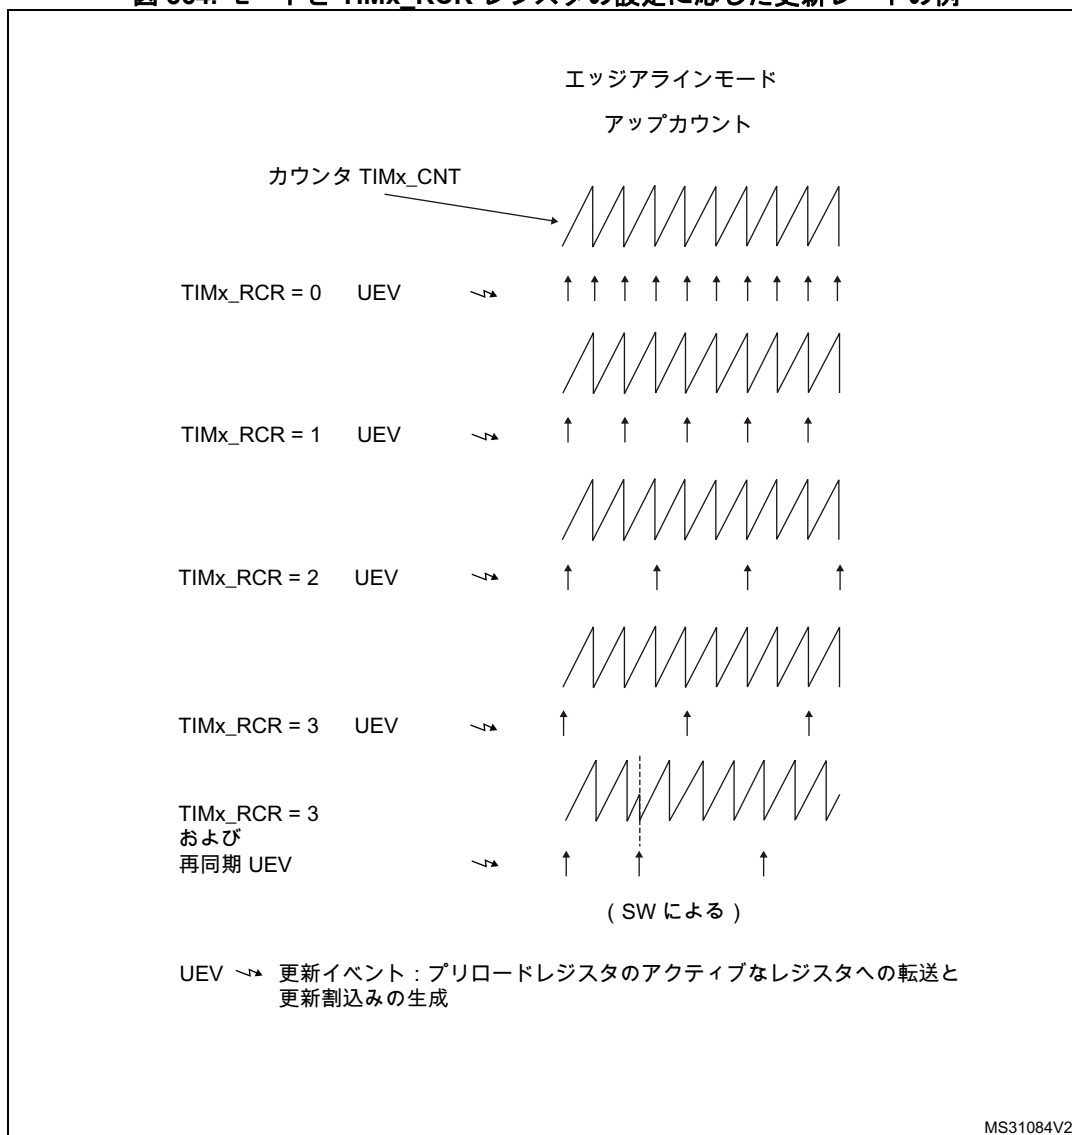 エッジアラインモード
アップカウント
カウンタ TIMx_CNT
TIMx_RCR = 0 UEV
TIMx_RCR = 1 UEV
TIMx_RCR = 2 UEV
TIMx_RCR = 3 UEV
TIMx_RCR = 3
および
再同期 UEV
( SW による )
UEV 更新イベント : プリロードレジスタのアクティブなレジスタへの転送と
更新割込みの生成
MS31084V2